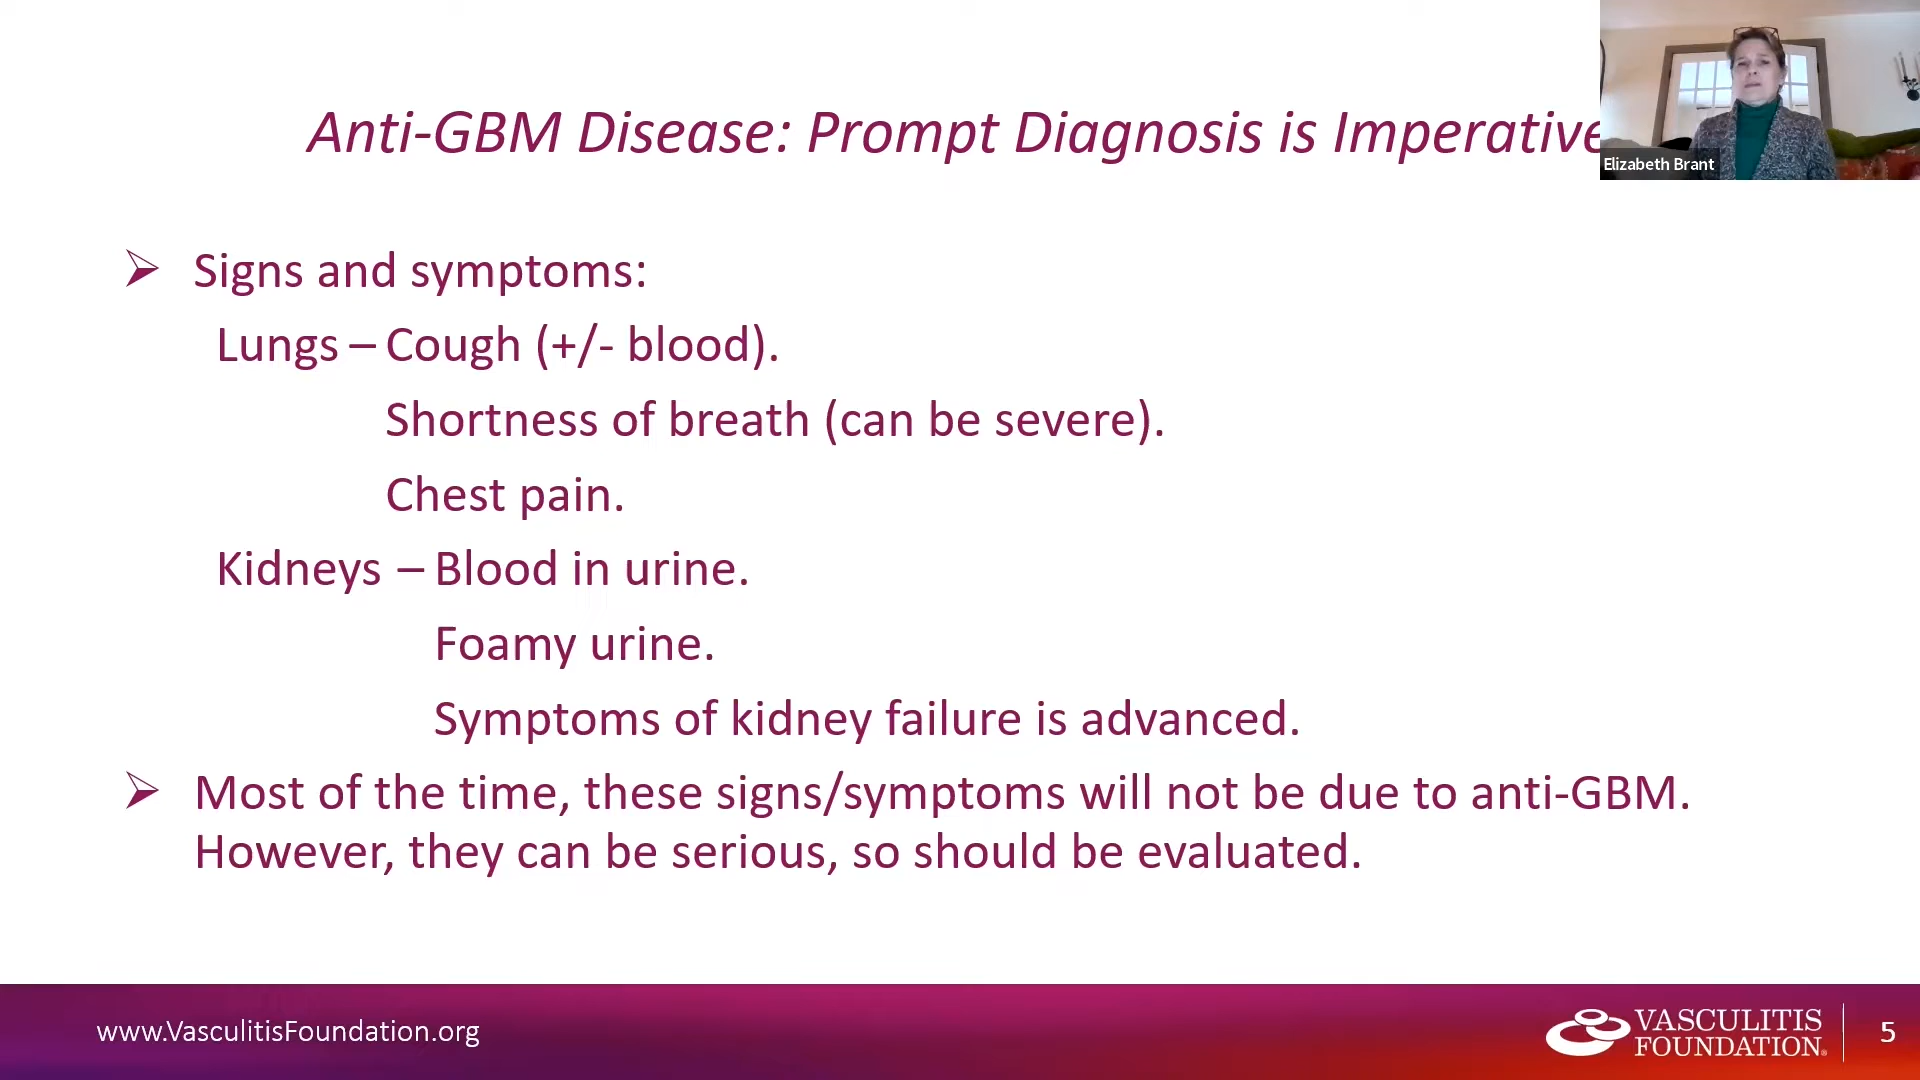 Anti-GBM Disease: Prompt Diagnosis is Imperative
Elizabeth Brant
Signs and symptoms:
Lungs – Cough (+/- blood).
Shortness of breath (can be severe).
Chest pain.
Kidneys – Blood in urine.
Foamy urine.
Symptoms of kidney failure is advanced.
Most of the time, these signs/symptoms will not be due to anti-GBM.
However, they can be serious, so should be evaluated.
www.VasculitisFoundation.org
VASCULITIS
FOUNDATION®
5